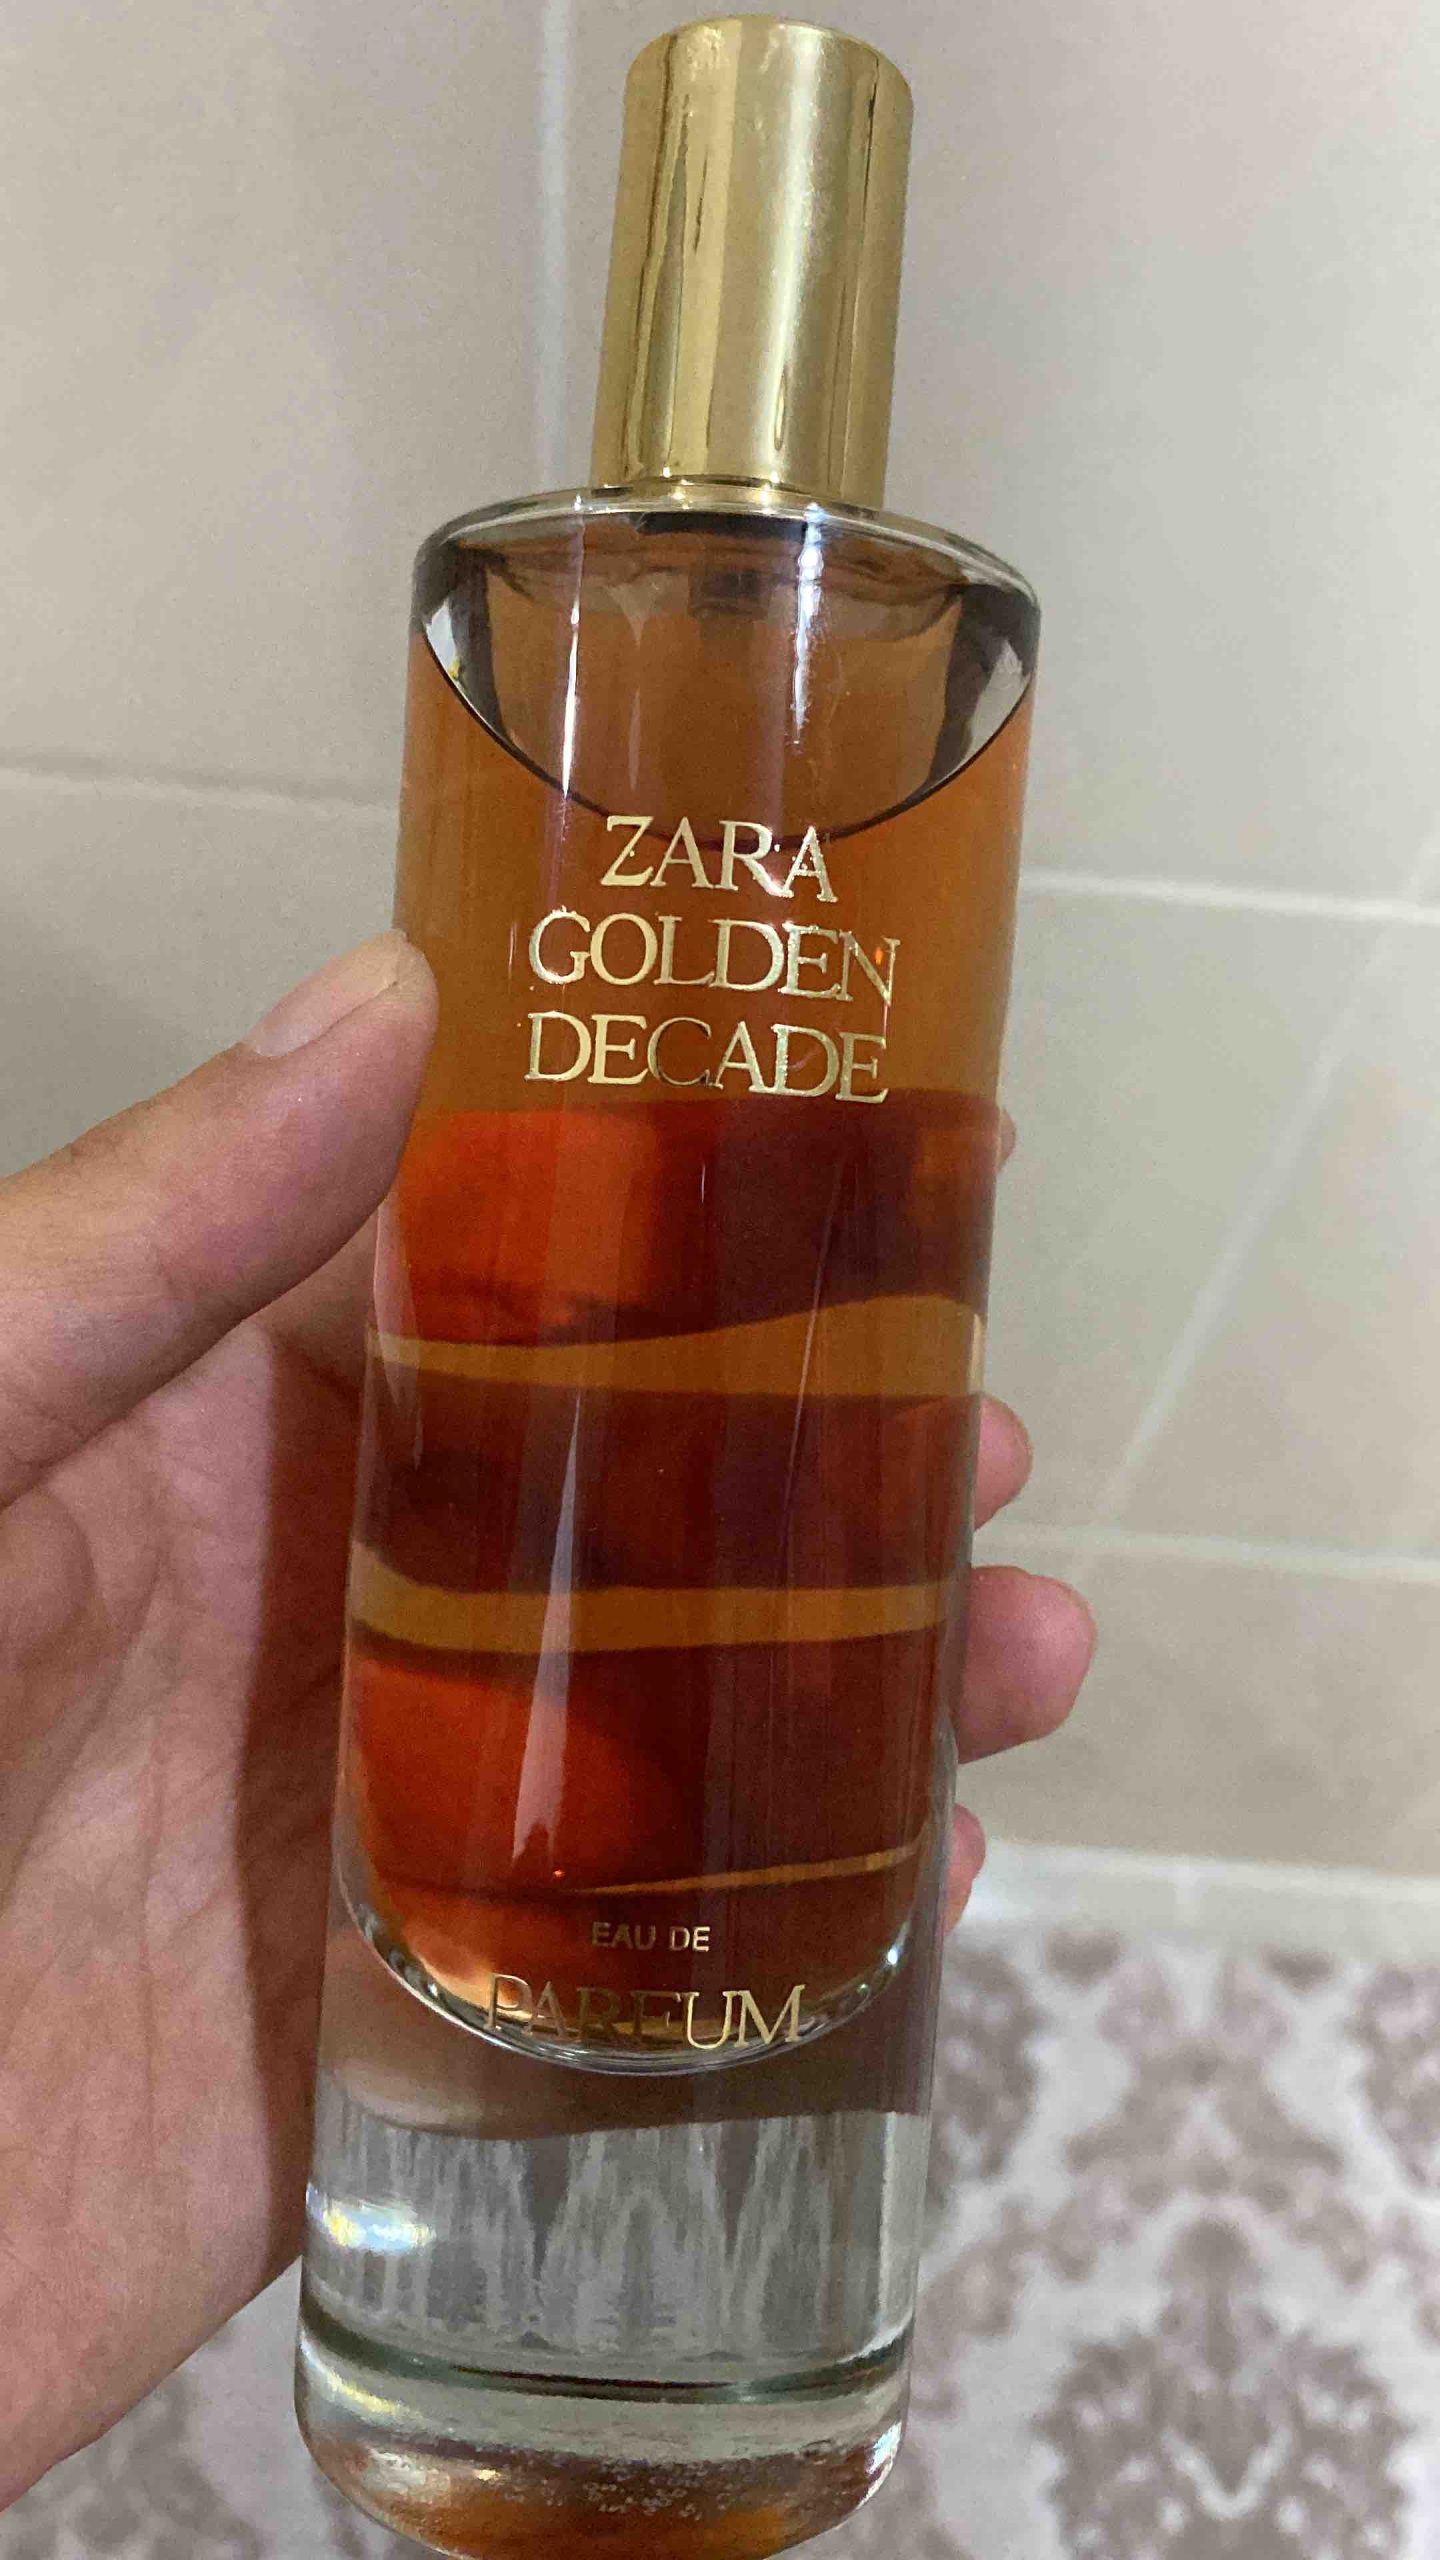 ZARA
GOLDEN
DECADE
EAU DE
PARFUM